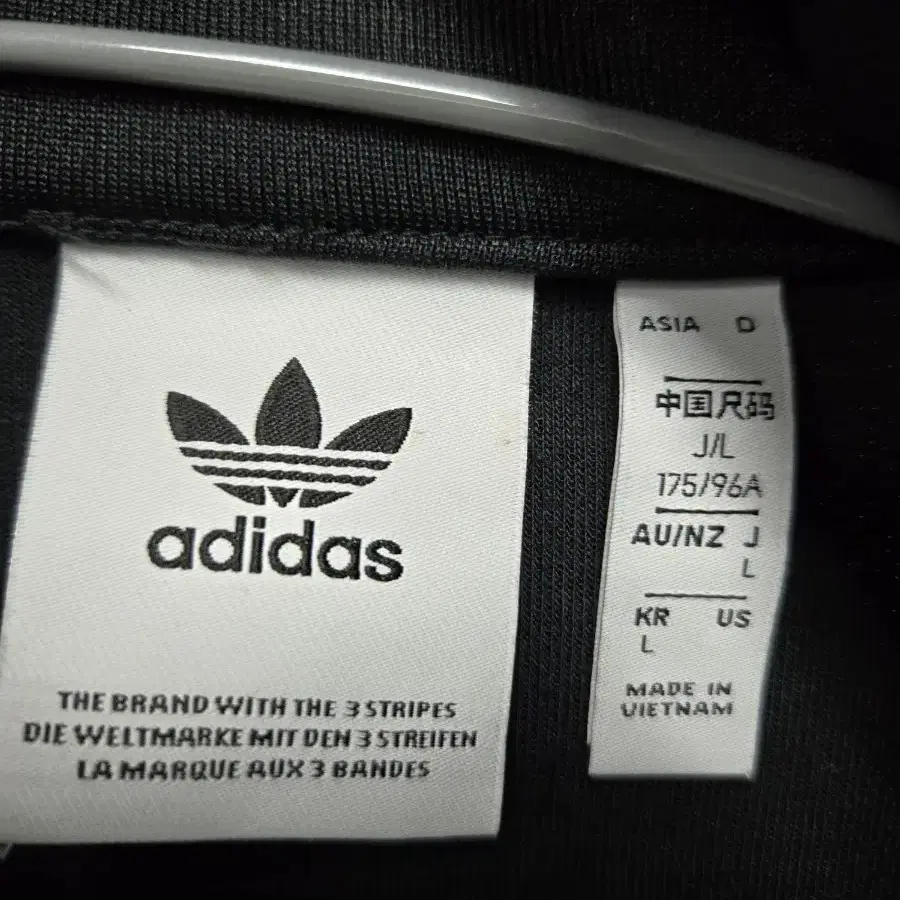 adidas
THE BRAND WITH THE 3 STRIPES
DIE WELTMARKE MIT DEN 3 STREIFEN
LA MARQUE AUX 3 BANDES
ASIA D
中国尺码
J/L
175/96A
AU/NZ J
L
KR US
L
MADE IN
VIETNAM